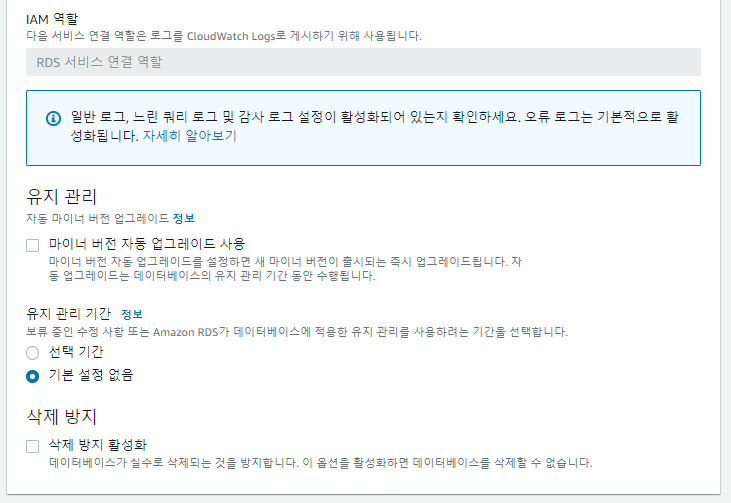 IAM 역할
다음 서비스 연결 역할은 로그를 CloudWatch Logs로 게시하기 위해 사용됩니다.
RDS 서비스 연결 역할
일반 로그, 느린 쿼리 로그 및 감사 로그 설정이 활성화되어 있는지 확인하세요. 오류 로그는 기본적으로 활
성화됩니다. 자세히 알아보기
유지 관리
자동 마이너 버전 업그레이드 정보
마이너 버전 자동 업그레이드 사용
마이너 버전 자동 업그레이드를 설정하면 새 마이너 버전이 출시되는 즉시 업그레이드됩니다. 자
동 업그레이드는 데이터베이스의 유지 관리 기간 동안 수행됩니다.
유지 관리 기간 정보
보류 중인 수정 사항 또는 Amazon RDS가 데이터베이스에 적용한 유지 관리를 사용하려는 기간을 선택합니다.
선택 기간
기본 설정 없음
삭제 방지
삭제 방지 활성화
데이터베이스가 실수로 삭제되는 것을 방지합니다. 이 옵션을 활성화하면 데이터베이스를 삭제할 수 없습니다.